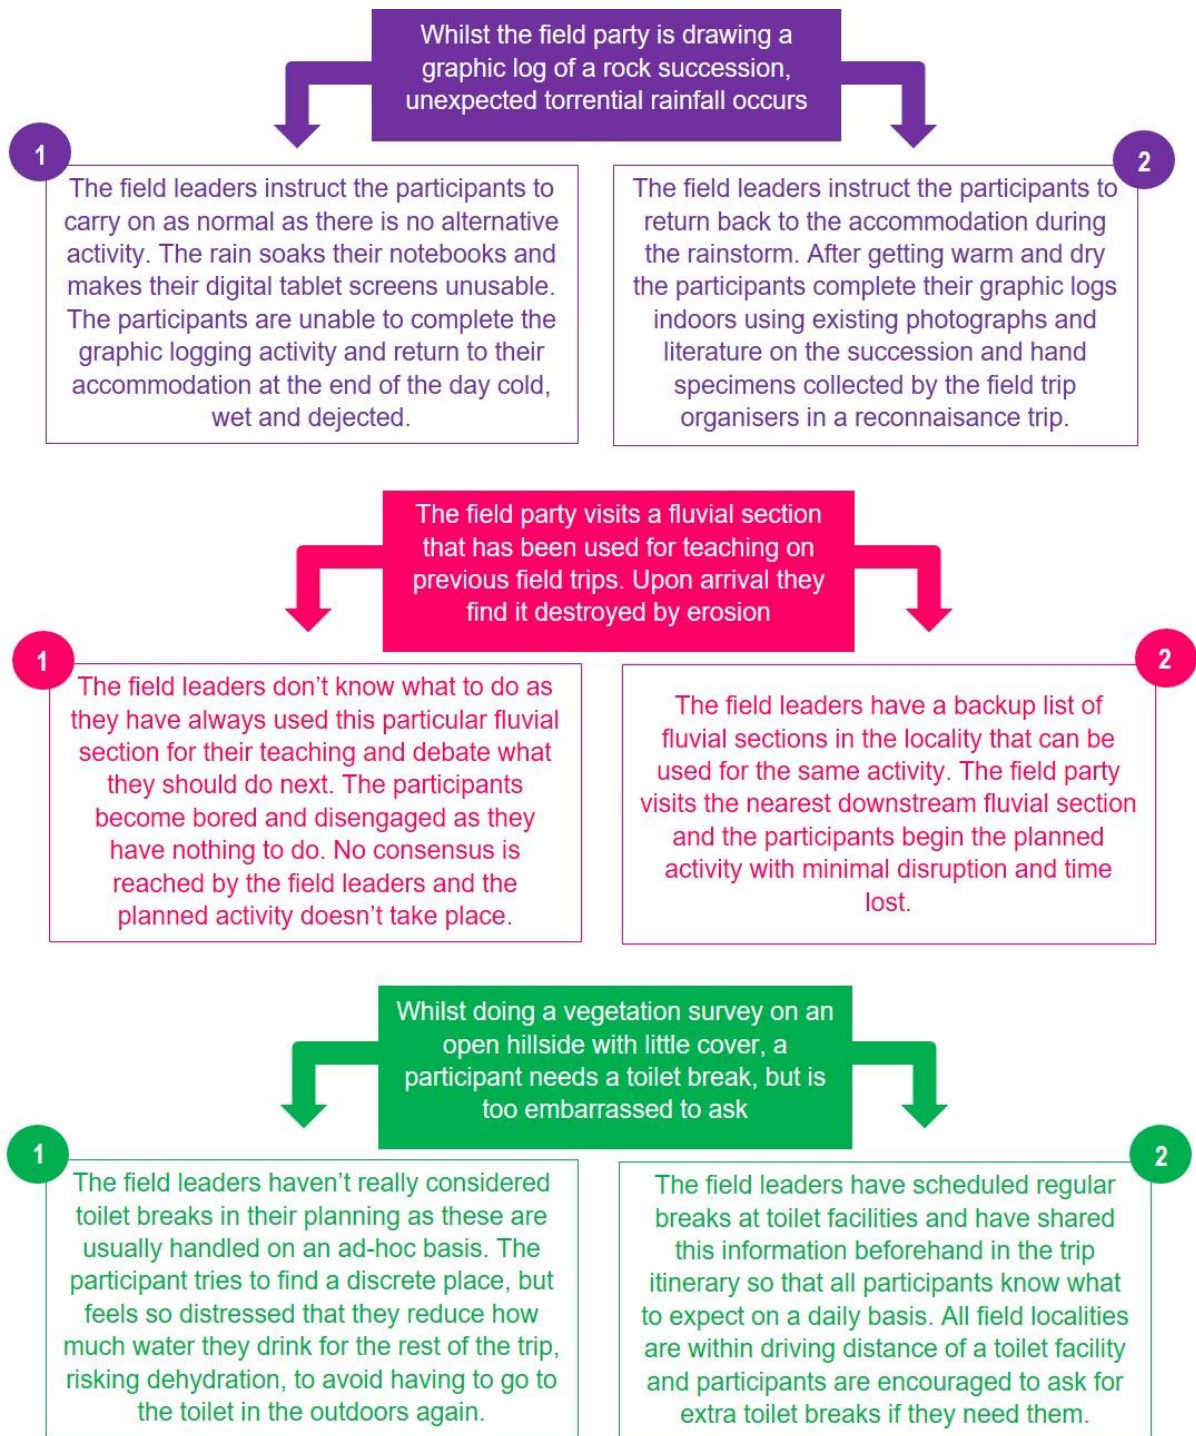 Whilst the field party is drawing a
graphic log of a rock succession,
unexpected torrential rainfall occurs
1
The field leaders instruct the participants to
carry on as normal as there is no alternative
activity. The rain soaks their notebooks and
makes their digital tablet screens unusable.
The participants are unable to complete the
graphic logging activity and return to their
accommodation at the end of the day cold,
wet and dejected.
2
The field leaders instruct the participants to
return back to the accommodation during
the rainstorm. After getting warm and dry
the participants complete their graphic logs
indoors using existing photographs and
literature on the succession and hand
specimens collected by the field trip
organisers in a reconnaisance trip.
The field party visits a fluvial section
that has been used for teaching on
previous field trips. Upon arrival they
find it destroyed by erosion
1
The field leaders don’t know what to do as
they have always used this particular fluvial
section for their teaching and debate what
they should do next. The participants
become bored and disengaged as they
have nothing to do. No consensus is
reached by the field leaders and the
planned activity doesn’t take place.
2
The field leaders have a backup list of
fluvial sections in the locality that can be
used for the same activity. The field party
visits the nearest downstream fluvial section
and the participants begin the planned
activity with minimal disruption and time
lost.
Whilst doing a vegetation survey on an
open hillside with little cover, a
participant needs a toilet break, but is
too embarrassed to ask
1
The field leaders haven’t really considered
toilet breaks in their planning as these are
usually handled on an ad-hoc basis. The
participant tries to find a discrete place, but
feels so distressed that they reduce how
much water they drink for the rest of the trip,
risking dehydration, to avoid having to go to
the toilet in the outdoors again.
2
The field leaders have scheduled regular
breaks at toilet facilities and have shared
this information beforehand in the trip
itinerary so that all participants know what
to expect on a daily basis. All field localities
are within driving distance of a toilet facility
and participants are encouraged to ask for
extra toilet breaks if they need them.